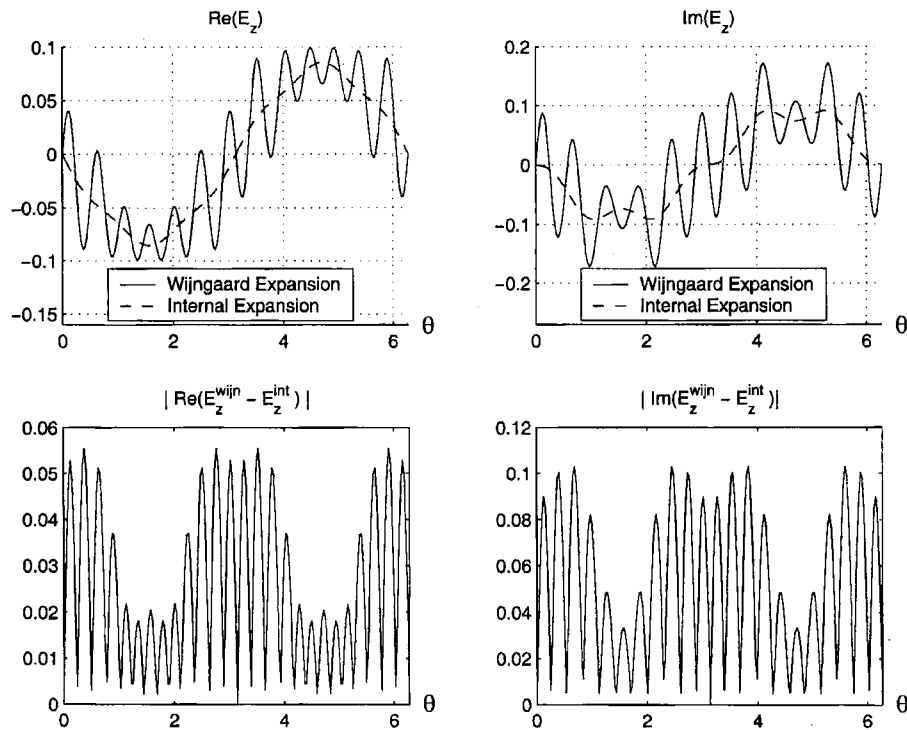 Re(E_z)
0.1
0.05
0
−0.05
−0.1
−0.15
Wijngaard Expansion
Internal Expansion
0 2 4 6 θ
Im(E_z)
0.2
0.1
0
−0.1
−0.2
Wijngaard Expansion
Internal Expansion
0 2 4 6 θ
| Re(E_z^wijn − E_z^int) |
0.06
0.05
0.04
0.03
0.02
0.01
0
0 2 4 6 θ
| Im(E_z^wijn − E_z^int)|
0.12
0.1
0.08
0.06
0.04
0.02
0
0 2 4 6 θ